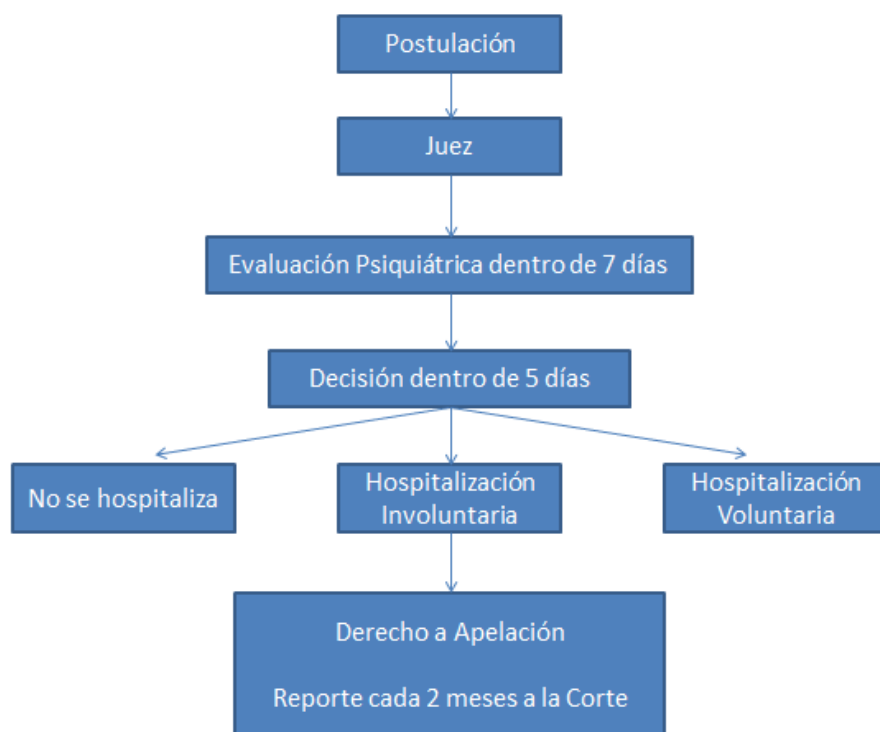 Postulación
Juez
Evaluación Psiquiátrica dentro de 7 días
Decisión dentro de 5 días
No se hospitaliza
Hospitalización
Involuntaria
Hospitalización
Voluntaria
Derecho a Apelación
Reporte cada 2 meses a la Corte